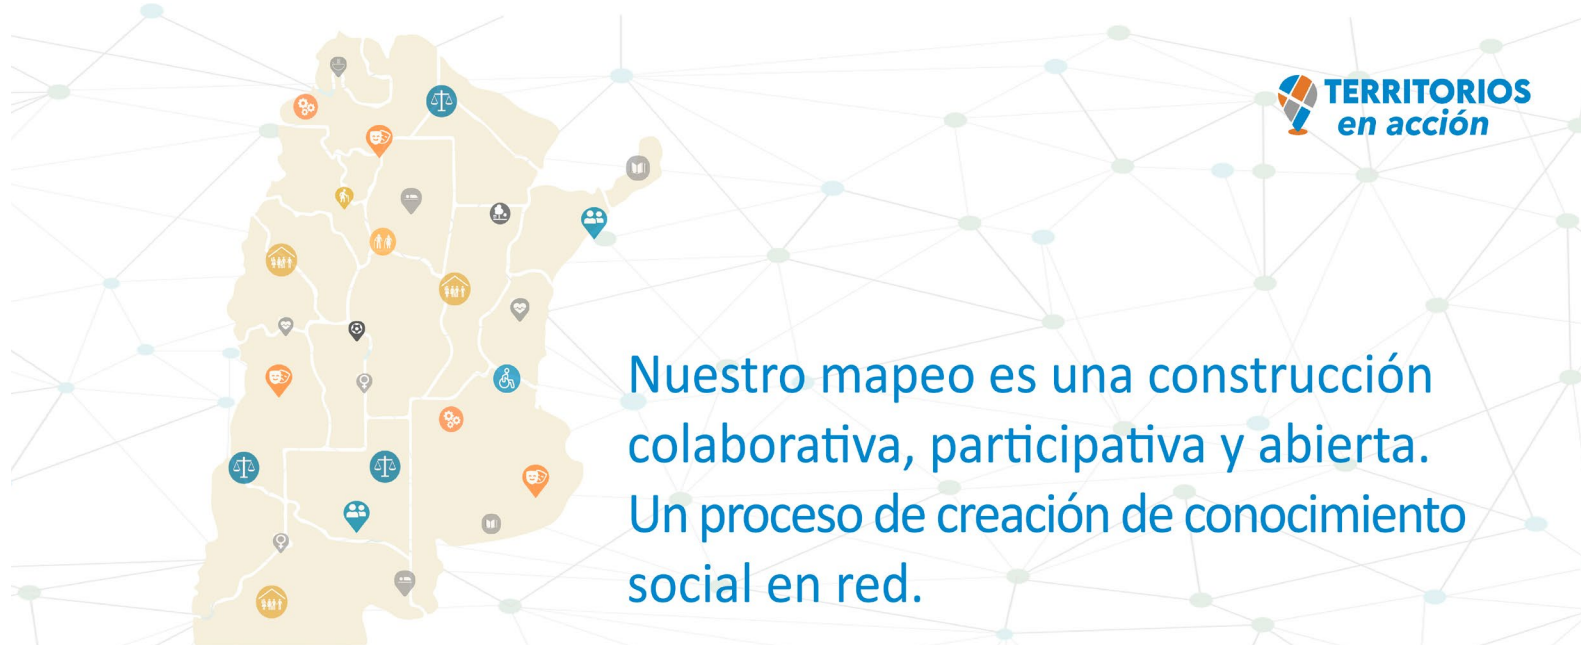 TERRITORIOS
en acción
Nuestro mapeo es una construcción
colaborativa, participativa y abierta.
Un proceso de creación de conocimiento
social en red.